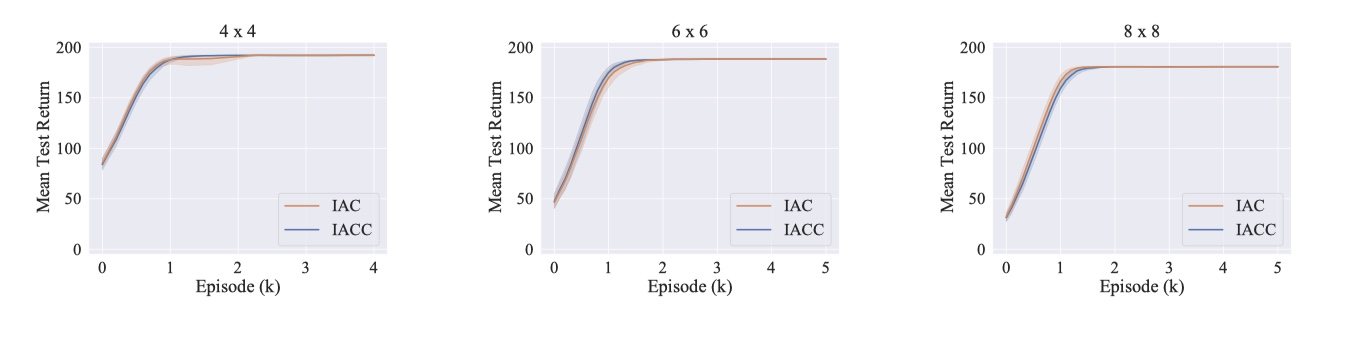 4 x 4
200
150
100
50
0
Mean Test Return
IAC
IACC
0 1 2 3 4
Episode (k)
6 x 6
200
150
100
50
0
Mean Test Return
IAC
IACC
0 1 2 3 4 5
Episode (k)
8 x 8
200
150
100
50
0
Mean Test Return
IAC
IACC
0 1 2 3 4 5
Episode (k)